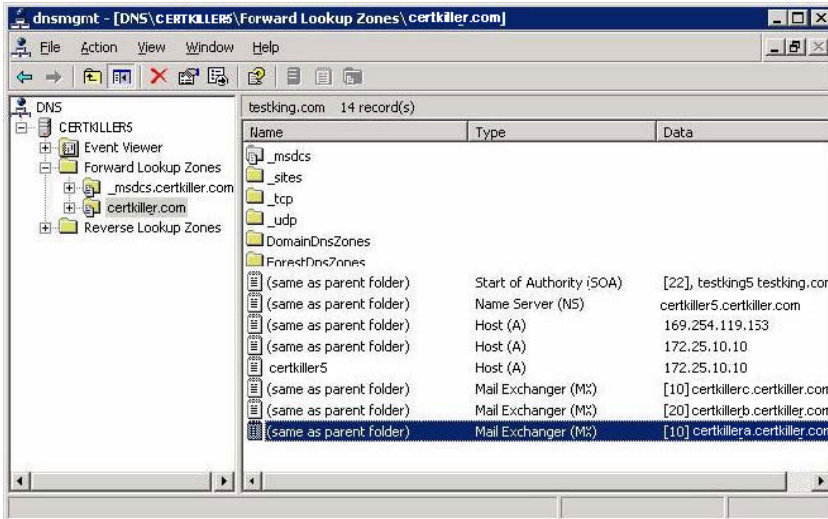 dnsmgmt - [DNS\CERTKILLER5\Forward Lookup Zones\certkiller.com]
File Action View Window Help
DNS
CERTKILLER5
Event Viewer
Forward Lookup Zones
_msdcs.certkiller.com
certkiller.com
Reverse Lookup Zones
testking.com 14 record(s)
Name Type Data
_msdcs
_sites
_tcp
_udp
DomainDnsZones
ForestDnsZones
(same as parent folder) Start of Authority (SOA) [22], testking5 testking.com
(same as parent folder) Name Server (NS) certkiller5.certkiller.com
(same as parent folder) Host (A) 169.254.119.153
(same as parent folder) Host (A) 172.25.10.10
certkiller5 Host (A) 172.25.10.10
(same as parent folder) Mail Exchanger (MX) [10] certkillerc.certkiller.com
(same as parent folder) Mail Exchanger (MX) [20] certkillerb.certkiller.com
(same as parent folder) Mail Exchanger (MX) [10] certkillera.certkiller.com